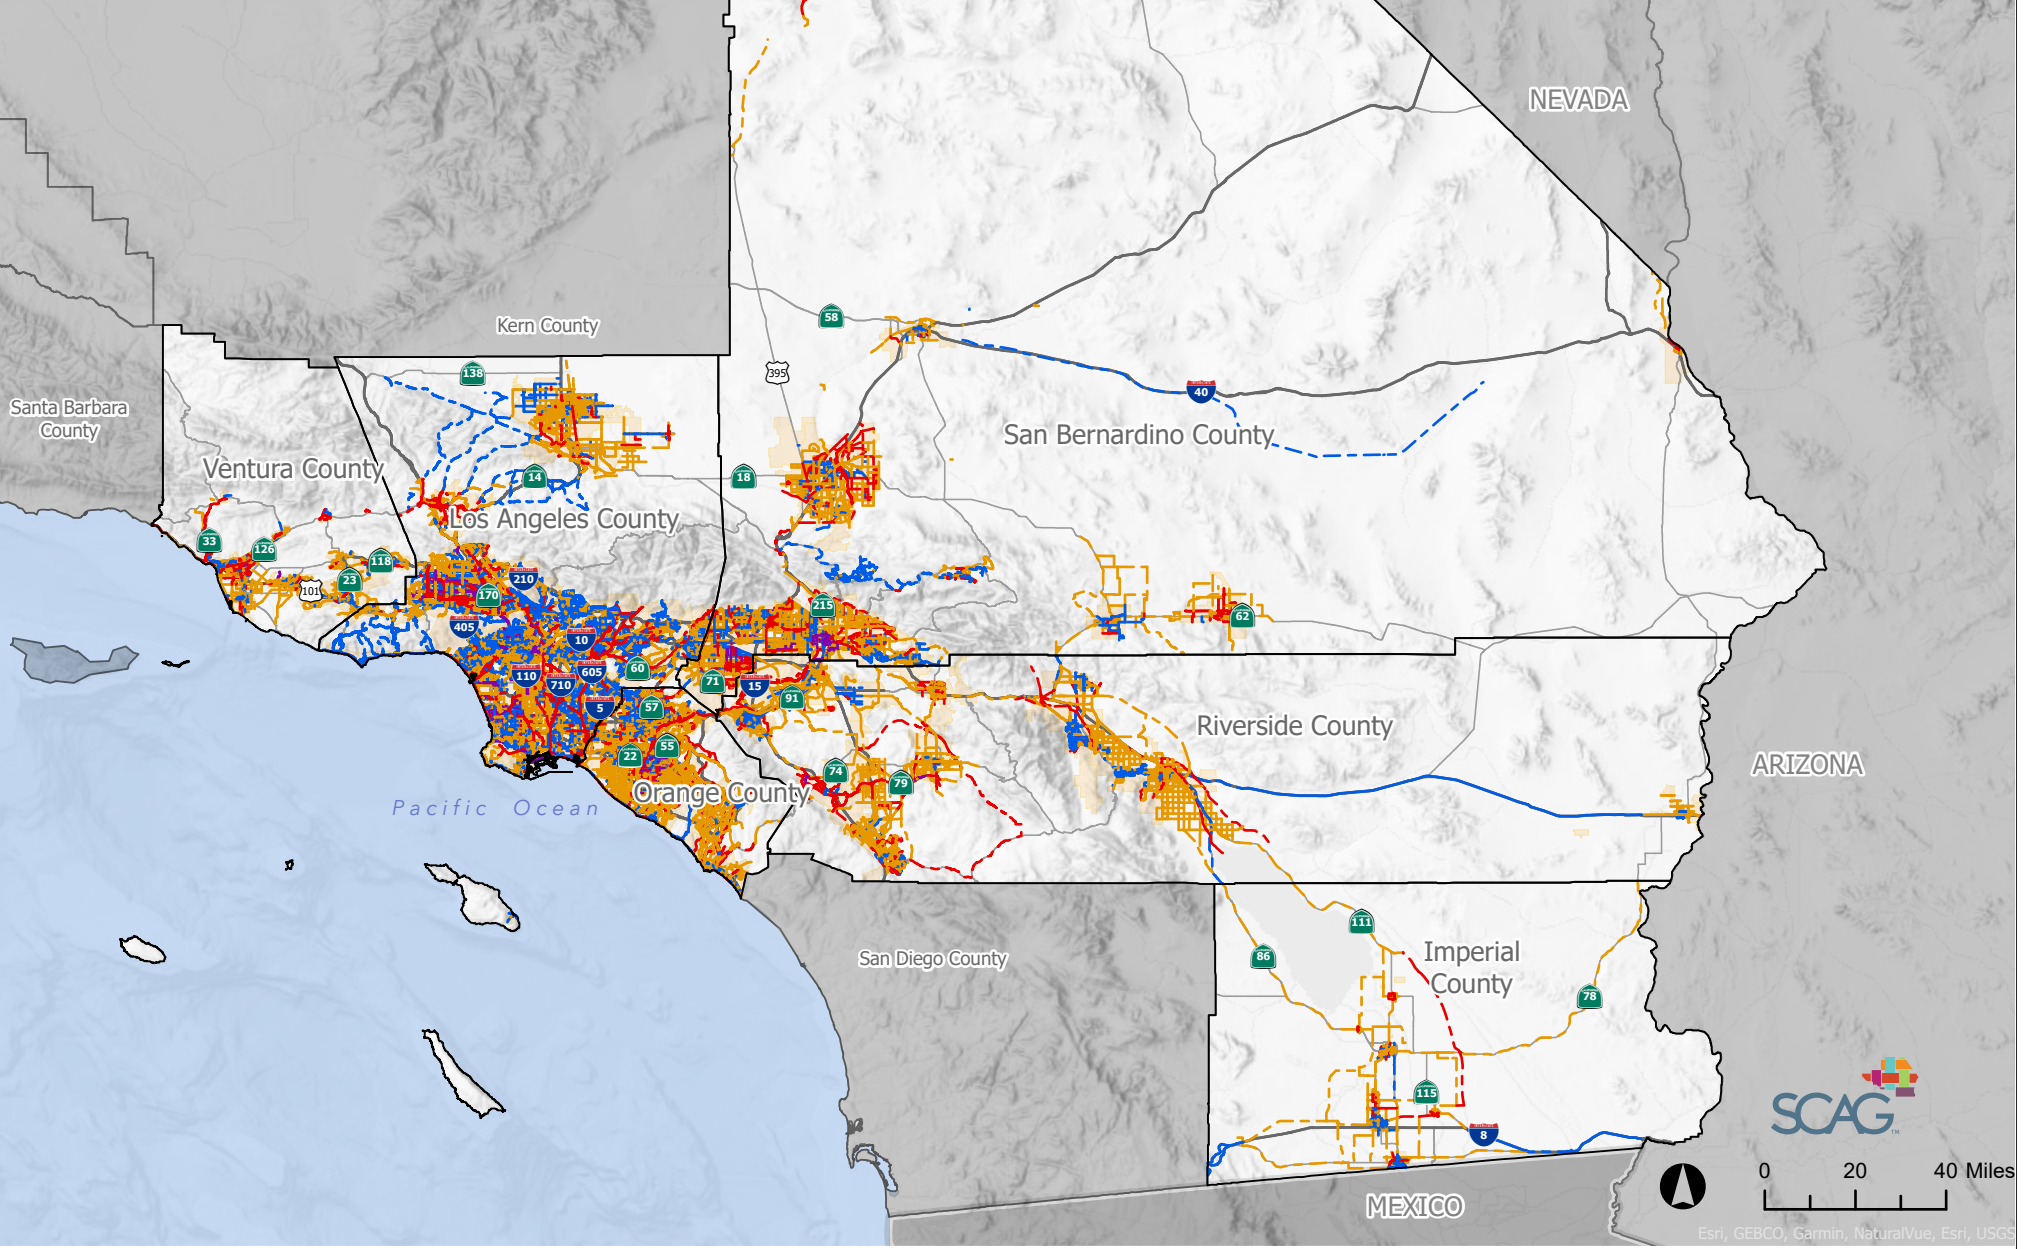 NEVADA
58
Kern County
138
395
40
Santa Barbara
County
San Bernardino County
Ventura County
14
18
Los Angeles County
33
126
118
23
101
210
170
215
62
405
10
110
710
605
60
71
15
91
5
57
Riverside County
55
22
74
79
ARIZONA
Orange County
Pacific Ocean
111
86
Imperial
County
San Diego County
78
115
8
SCAG™
0 20 40 Miles
MEXICO
Esri, GEBCO, Garmin, NaturalVue, Esri, USGS